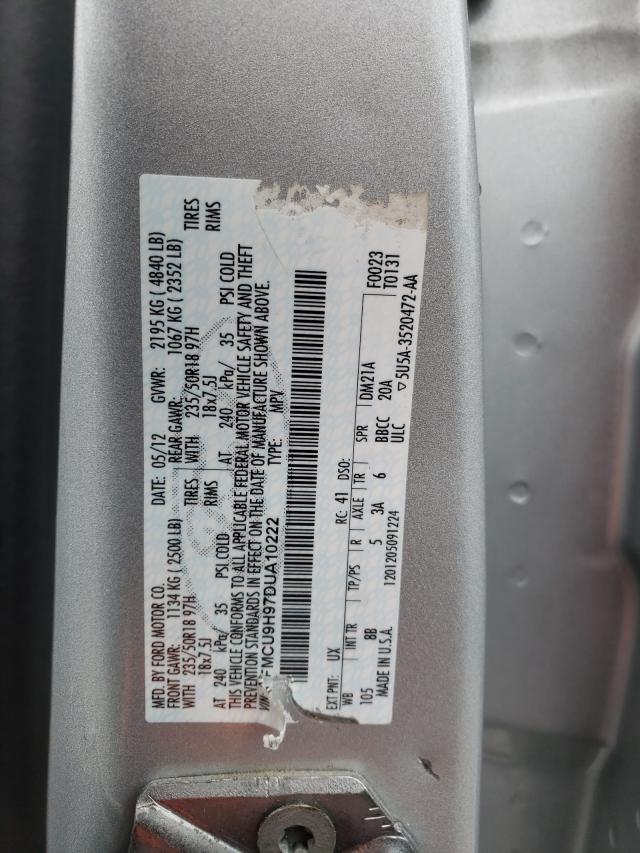 MFD. BY FORD MOTOR CO.
DATE: 05/12 GVWR: 2195 KG ( 4840 LB)
FRONT GAWR: 1134 KG ( 2500 LB) REAR GAWR: 1067 KG ( 2352 LB)
WITH 235/50R18 97H TIRES WITH 235/50R18 97H TIRES
18x7.5J RIMS 18x7.5J RIMS
AT 240 kPa/ 35 PSI COLD AT 240 kPa/ 35 PSI COLD
THIS VEHICLE CONFORMS TO ALL APPLICABLE FEDERAL MOTOR VEHICLE SAFETY AND THEFT
PREVENTION STANDARDS IN EFFECT ON THE DATE OF MANUFACTURE SHOWN ABOVE.
FMCU9H97DUA10222 TYPE: MPV
F0023
T0131
EXT PNT: UX RC: 41 DSO:
WB INT TR TP/PS R AXLE TR SPR DM21A
105 8B 5 3A 6 BBCC 20A
MADE IN U.S.A. 1201205091224 ULC ▽5U5A-3520472-AA